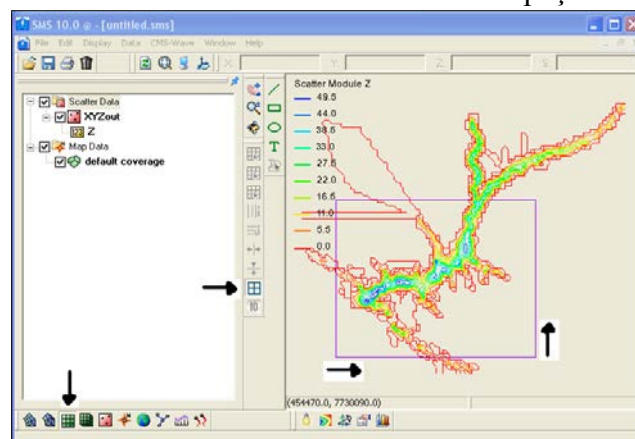 SMS 10.0 - [untitled.sms]
File Edit Display Data CMS-Wave Window Help
X: Y: Z: S:
Scatter Data
XYZout
Z
Map Data
default coverage
Scatter Module Z
49.5
44.0
38.5
33.0
27.5
22.0
16.5
11.0
5.5
0.0
(454470.0, 7730090.0)